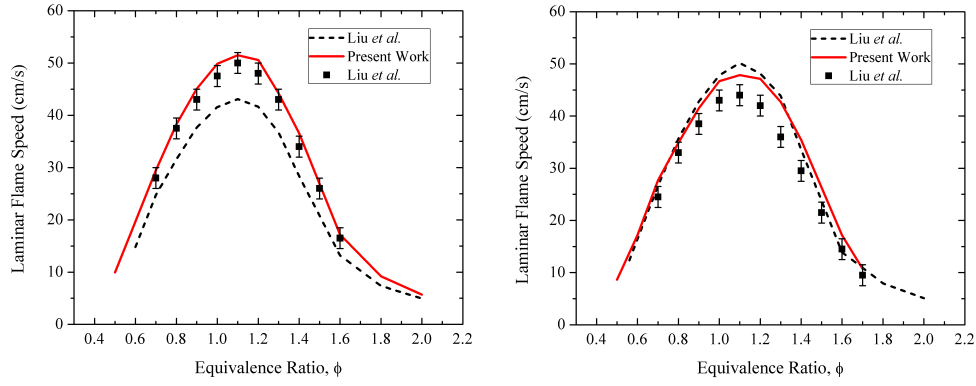 60
50
40
30
20
10
0
Laminar Flame Speed (cm/s)
0.4 0.6 0.8 1.0 1.2 1.4 1.6 1.8 2.0 2.2
Equivalence Ratio, ϕ
Liu et al.
Present Work
Liu et al.
60
50
40
30
20
10
0
Laminar Flame Speed (cm/s)
0.4 0.6 0.8 1.0 1.2 1.4 1.6 1.8 2.0 2.2
Equivalence Ratio, ϕ
Liu et al.
Present Work
Liu et al.